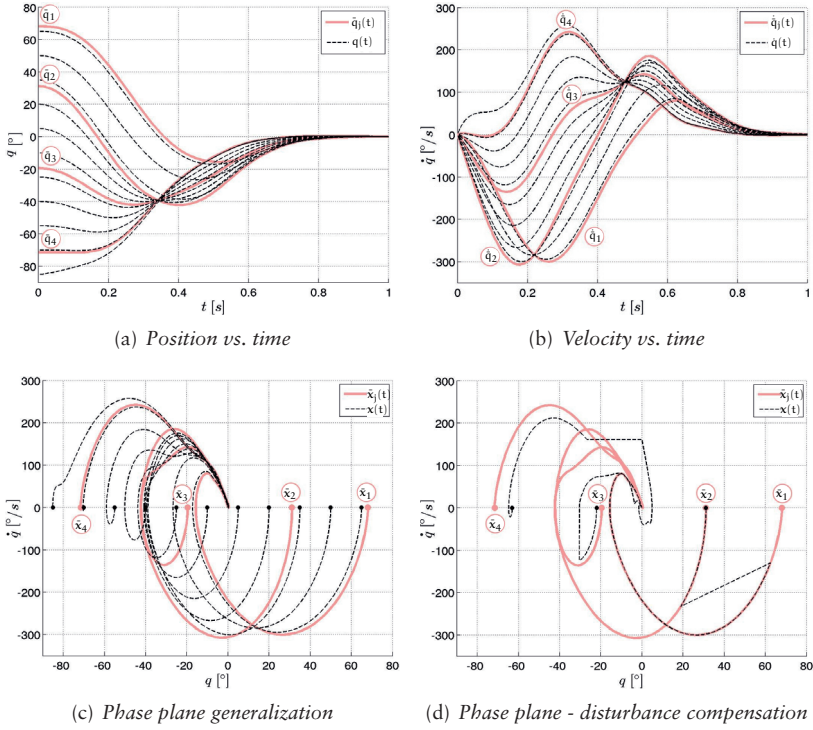 q̃₁
q̃₂
q̃₃
q̃₄
q̃ⱼ(t)
q(t)
80
60
40
20
0
-20
-40
-60
80
q [°]
0
0.2
0.4
0.6
0.8
1
t [s]
(a) Position vs. time
q̃̇₄
q̃̇₃
q̃̇₂
q̃̇₁
q̃̇ⱼ(t)
q̇(t)
300
200
100
0
-100
-200
-300
q̇ [°/s]
0
0.2
0.4
0.6
0.8
1
t [s]
(b) Velocity vs. time
x̃ⱼ(t)
x(t)
x̃₃
x̃₂
x̃₁
x̃₄
300
200
100
0
-100
-200
-300
q̇ [°/s]
-80
-60
-40
-20
0
20
40
60
80
q [°]
(c) Phase plane generalization
x̃ⱼ(t)
x(t)
x̃₃
x̃₂
x̃₁
x̃₄
300
200
100
0
-100
-200
-300
q̇ [°/s]
-80
-60
-40
-20
0
20
40
60
80
q [°]
(d) Phase plane - disturbance compensation